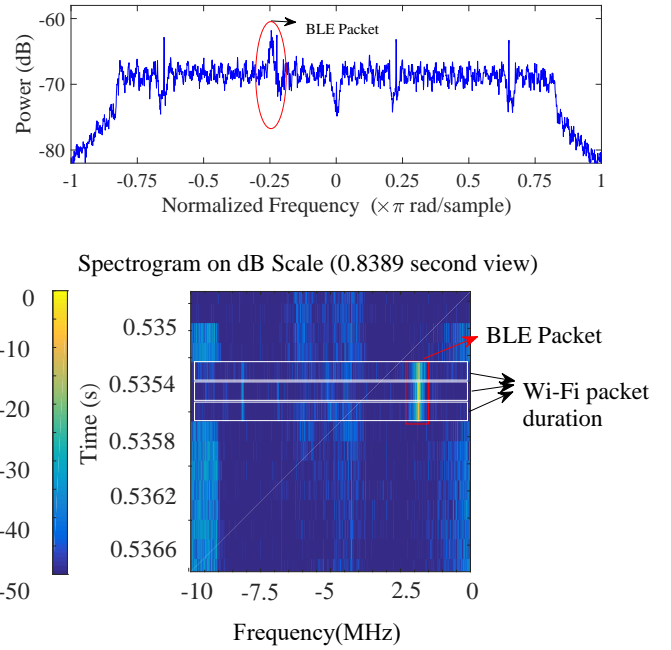 -60
BLE Packet
-70
-80
Power (dB)
-1 -0.75 -0.5 -0.25 0 0.25 0.5 0.75 1
Normalized Frequency (×π rad/sample)
Spectrogram on dB Scale (0.8389 second view)
0
-10
-20
-30
-40
-50
Time (s)
0.535
0.5354
0.5358
0.5362
0.5366
BLE Packet
Wi-Fi packet
duration
-10 -7.5 -5 2.5 0
Frequency(MHz)